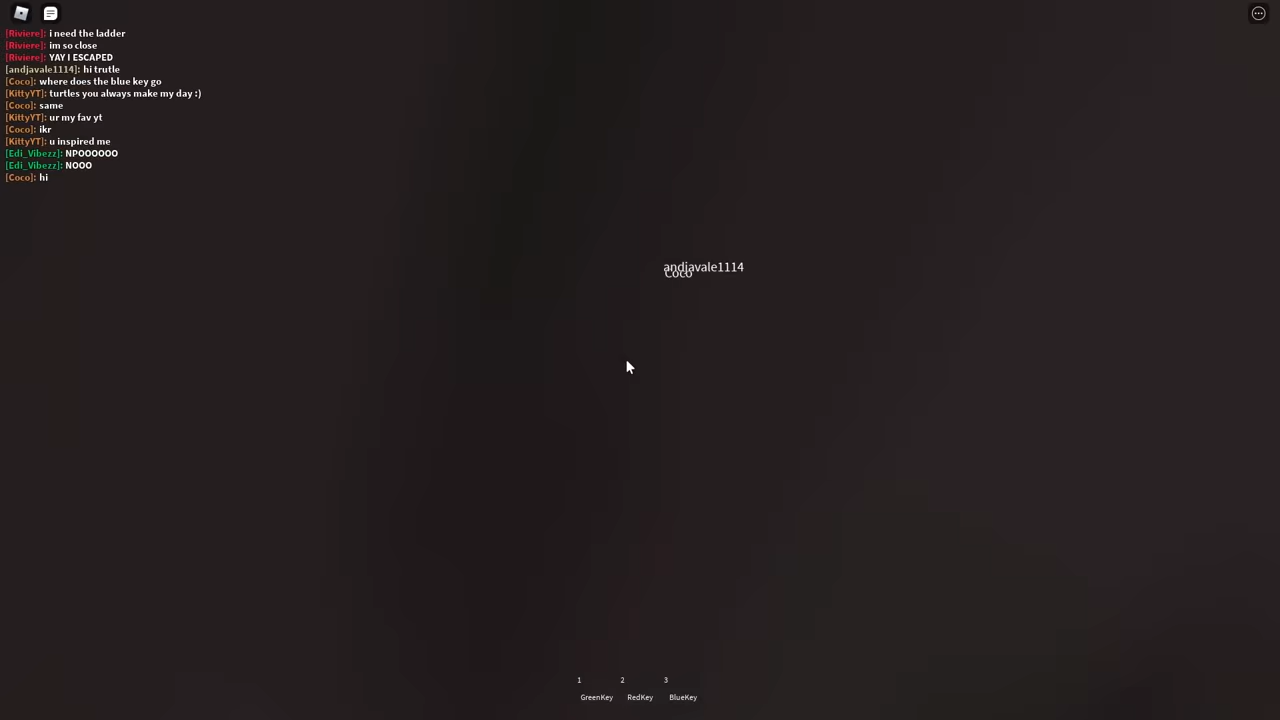 [Riviere]: i need the ladder
[Riviere]: im so close
[Riviere]: YAY I ESCAPED
[andjavale1114]: hi trutle
[Coco]: where does the blue key go
[KittyYT]: turtles you always make my day :)
[Coco]: same
[KittyYT]: ur my fav yt
[Coco]: ikr
[KittyYT]: u inspired me
[Edi_Vibezz]: NPOOOOOO
[Edi_Vibezz]: NOOO
[Coco]: hi
andjavale1114
Coco
1 2 3
GreenKey RedKey BlueKey